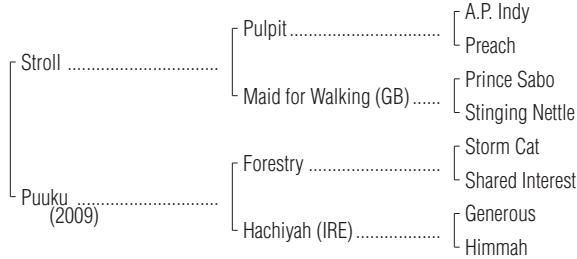 A.P. Indy
Pulpit........................................
Preach
Stroll .......................................
Prince Sabo
Maid for Walking (GB)......
Stinging Nettle
Storm Cat
Forestry ...................................
Shared Interest
Puuku .......................................
(2009)
Generous
Hachiyah (IRE)......................
Himmah